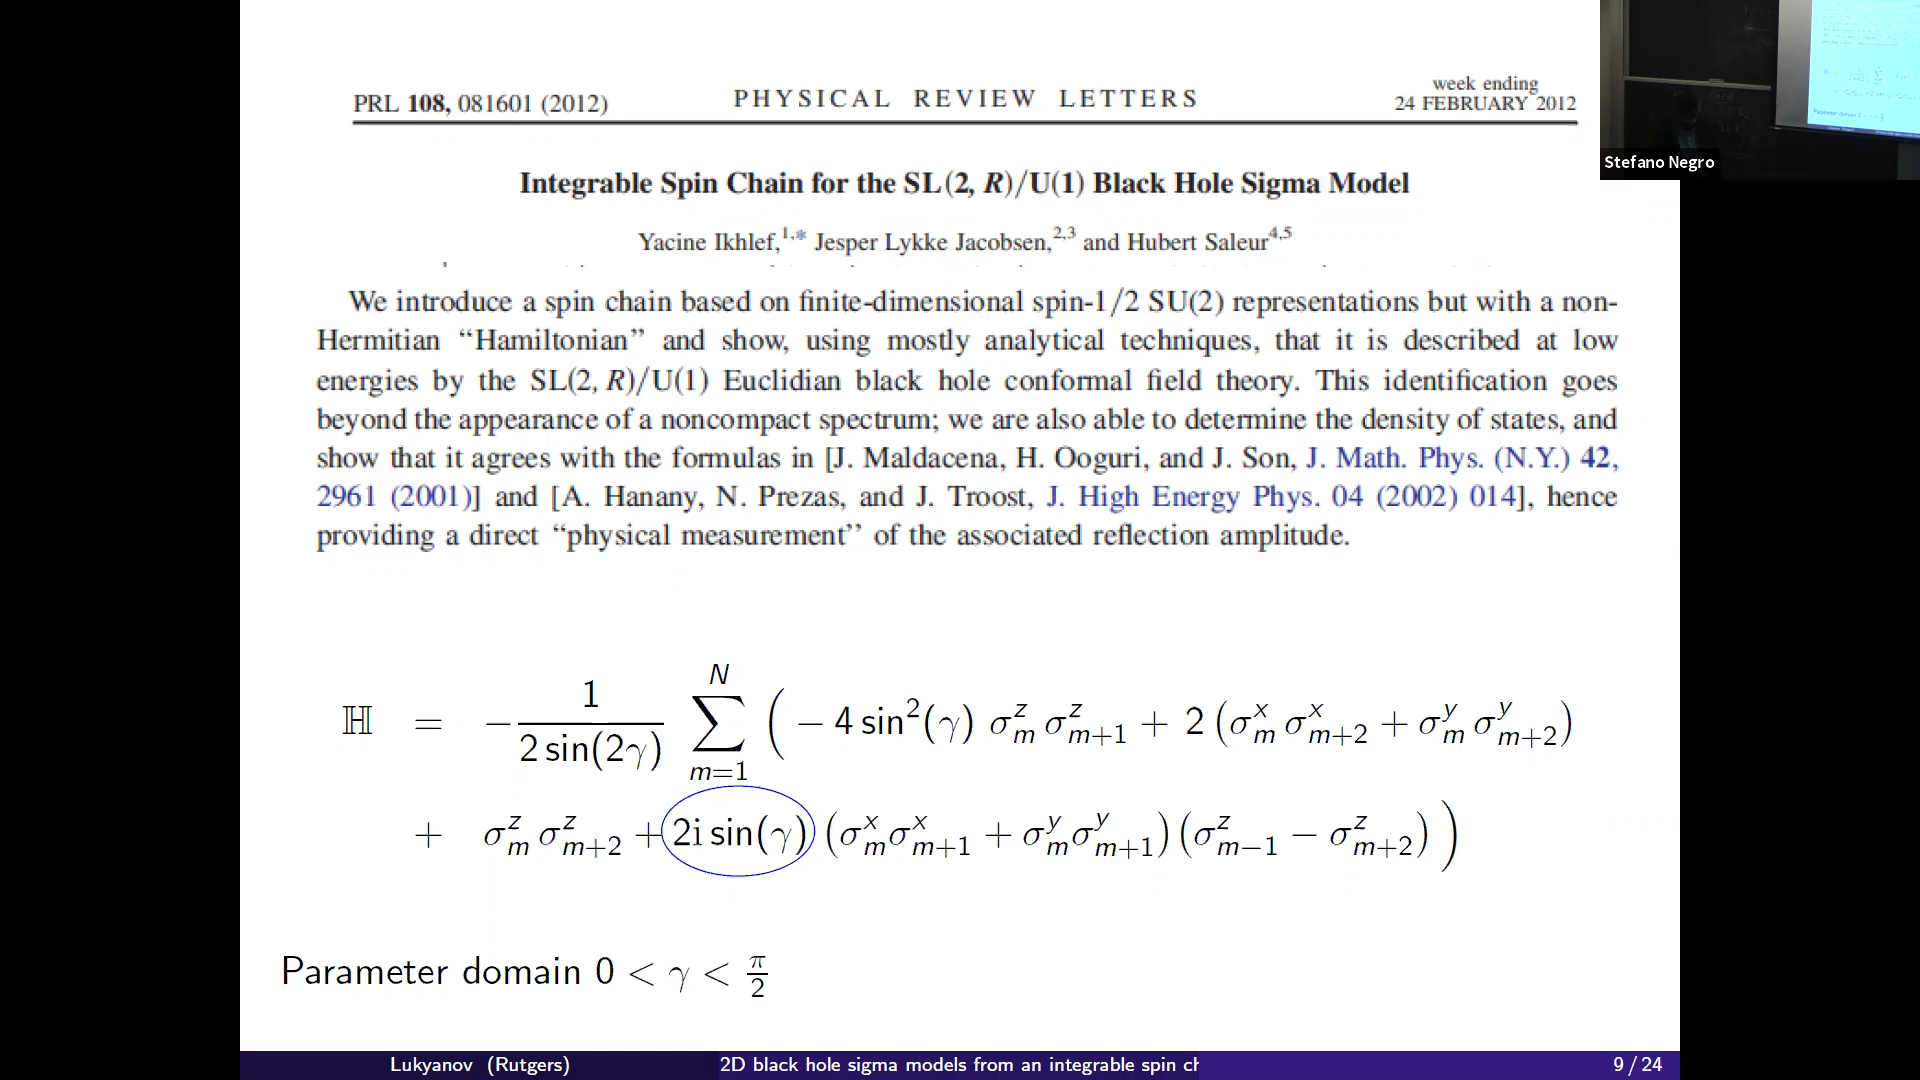 PRL 108, 081601 (2012) PHYSICAL REVIEW LETTERS week ending 24 FEBRUARY 2012
Integrable Spin Chain for the SL(2, R)/U(1) Black Hole Sigma Model
Yacine Ikhlef,^{1,*} Jesper Lykke Jacobsen,^{2,3} and Hubert Saleur^{4,5}
We introduce a spin chain based on finite-dimensional spin-1/2 SU(2) representations but with a non-
Hermitian “Hamiltonian” and show, using mostly analytical techniques, that it is described at low
energies by the SL(2, R)/U(1) Euclidian black hole conformal field theory. This identification goes
beyond the appearance of a noncompact spectrum; we are also able to determine the density of states, and
show that it agrees with the formulas in [J. Maldacena, H. Ooguri, and J. Son, J. Math. Phys. (N.Y.) 42,
2961 (2001)] and [A. Hanany, N. Prezas, and J. Troost, J. High Energy Phys. 04 (2002) 014], hence
providing a direct “physical measurement” of the associated reflection amplitude.
ℍ = − \frac{1}{2 sin(2γ)} \sum_{m=1}^{N} ( − 4 sin^2(γ) σ^z_m σ^z_{m+1} + 2 (σ^x_m σ^x_{m+2} + σ^y_m σ^y_{m+2})
+ σ^z_m σ^z_{m+2} + 2i sin(γ) (σ^x_m σ^x_{m+1} + σ^y_m σ^y_{m+1}) (σ^z_{m−1} − σ^z_{m+2}) )
Parameter domain 0 < γ < \frac{π}{2}
Lukyanov (Rutgers) 2D black hole sigma models from an integrable spin ch 9 / 24
Stefano Negro